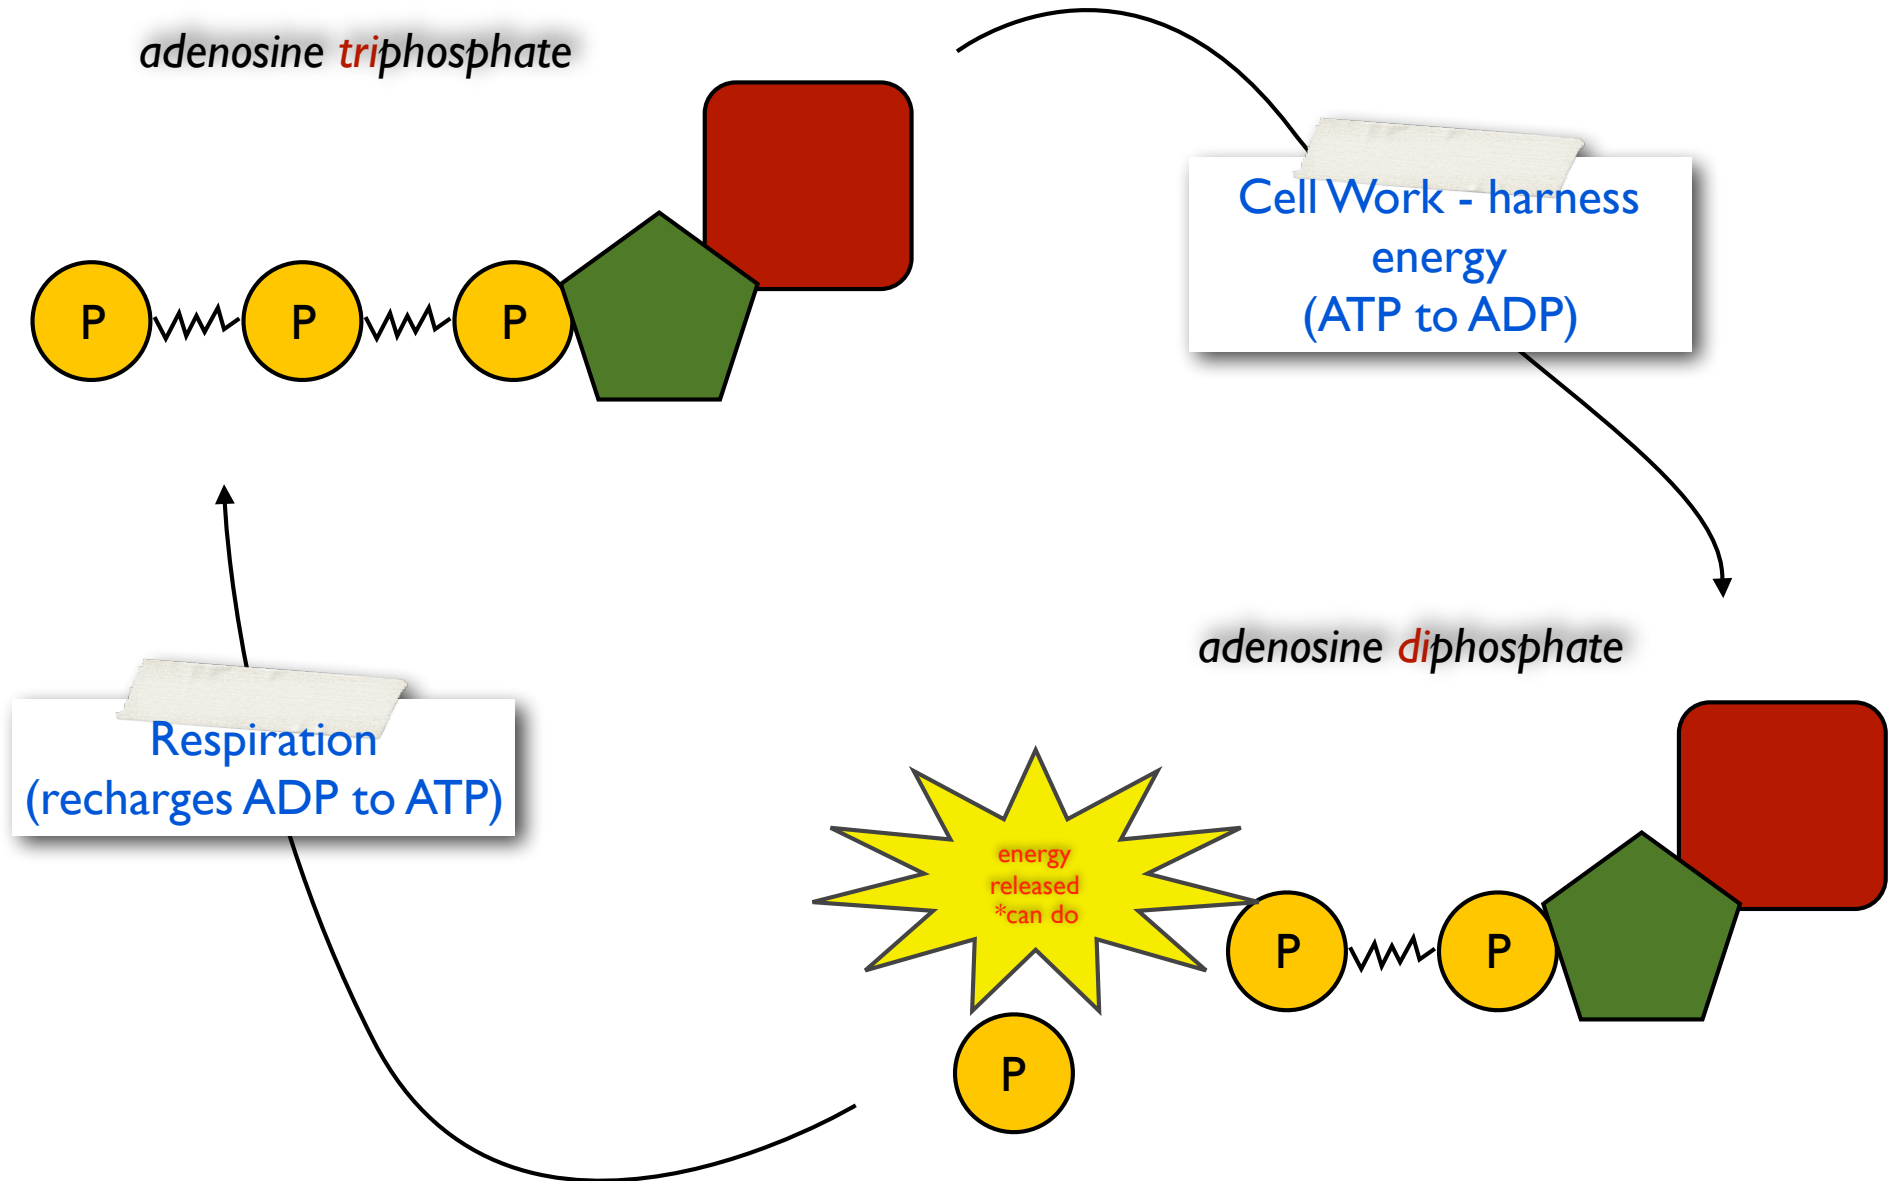 adenosine triphosphate
P
P
P
Cell Work - harness
energy
(ATP to ADP)
adenosine diphosphate
Respiration
(recharges ADP to ATP)
energy
released
*can do
P
P
P